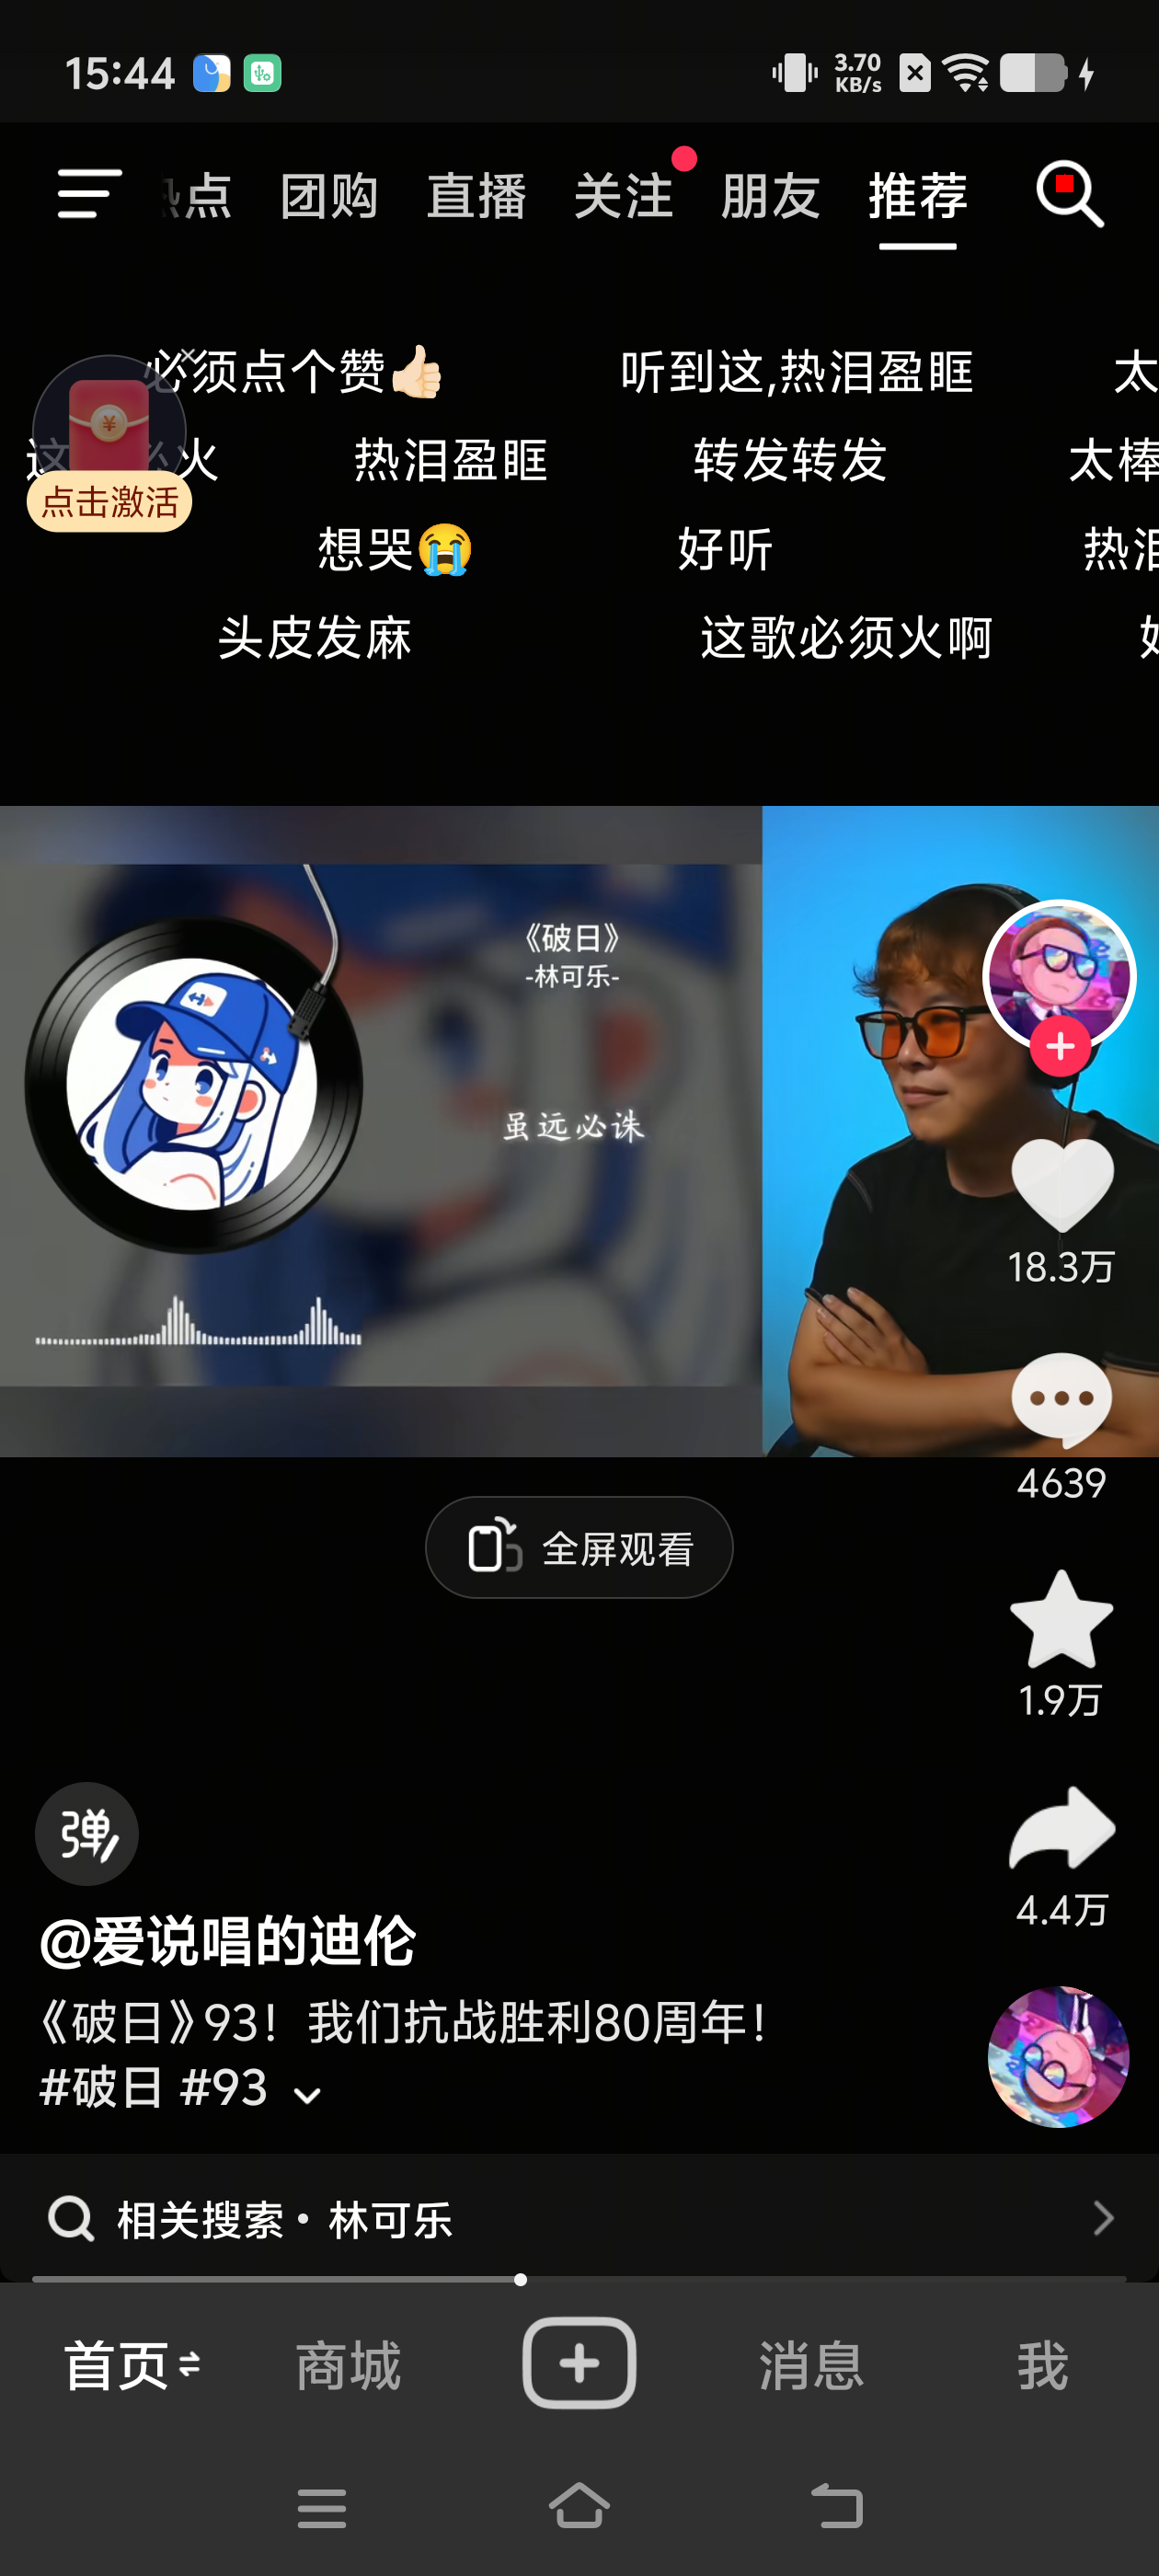 15:44
3.70
KB/s
热点 团购 直播 关注 朋友 推荐
必须点个赞👍🏻 听到这,热泪盈眶 太
这 必火 热泪盈眶 转发转发 太棒
点击激活
想哭😭 好听 热泪
头皮发麻 这歌必须火啊
《破日》
-林可乐-
虽远必诛
18.3万
4639
全屏观看
1.9万
4.4万
弹
@爱说唱的迪伦
《破日》93！我们抗战胜利80周年！
#破日 #93
相关搜索 • 林可乐
首页 商城 消息 我